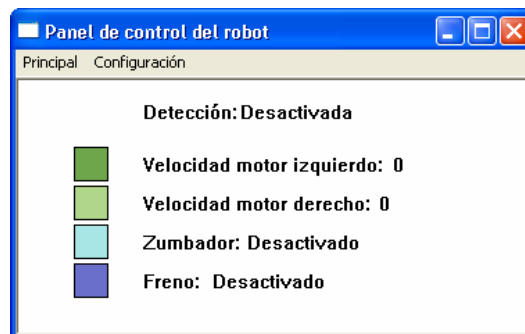 Panel de control del robot
Principal Configuración
Detección: Desactivada
Velocidad motor izquierdo: 0
Velocidad motor derecho: 0
Zumbador: Desactivado
Freno: Desactivado